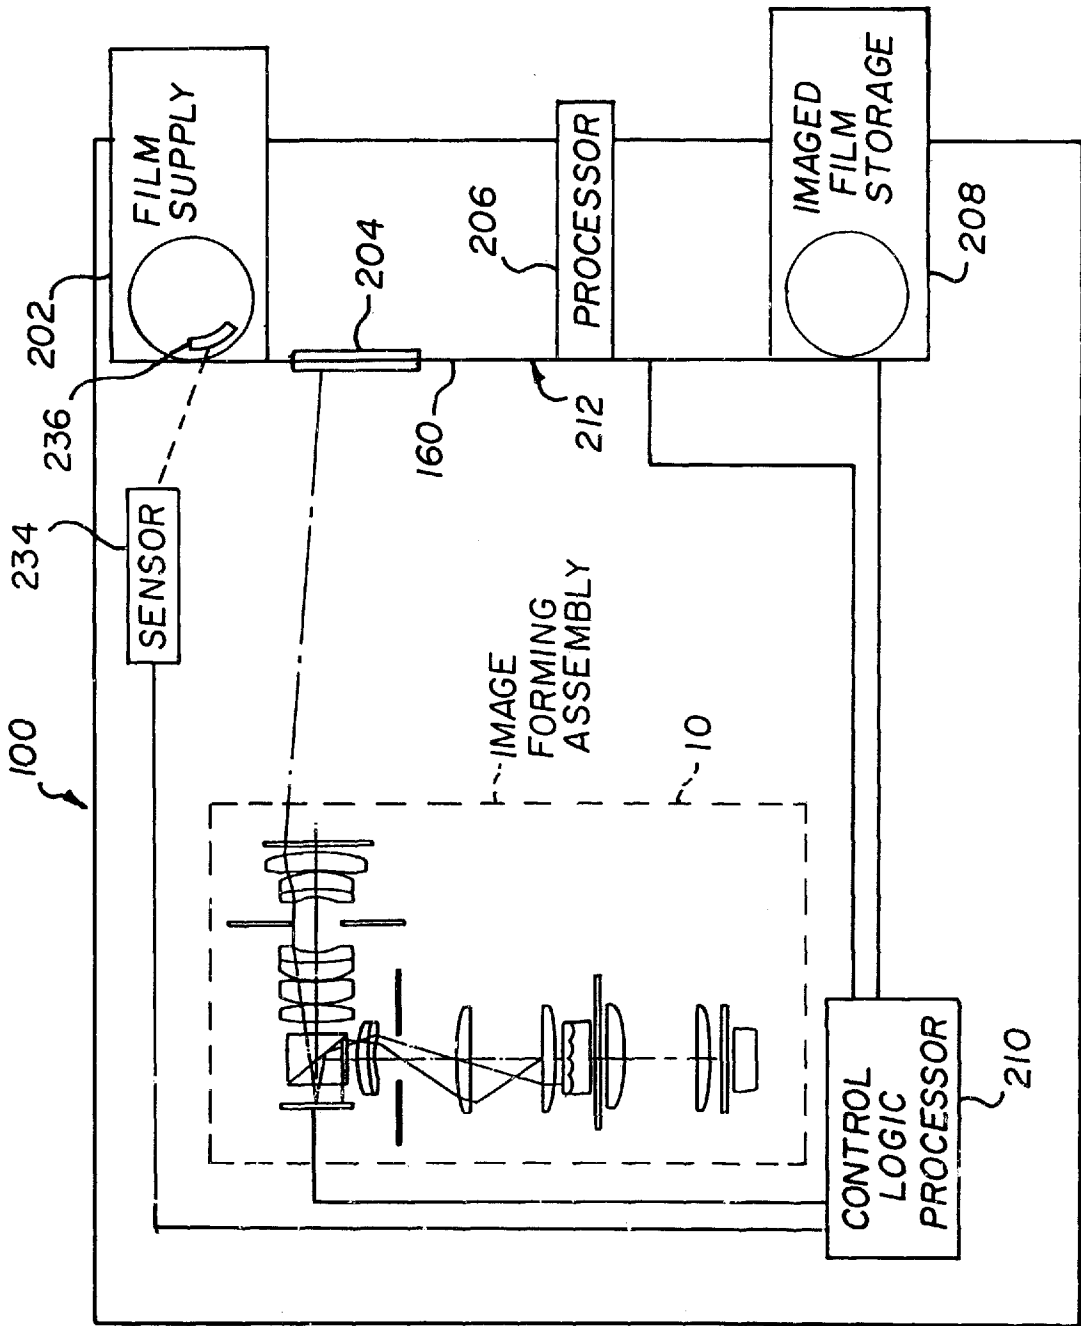 100
234
SENSOR
236
202
FILM
SUPPLY
204
160
212
206
PROCESSOR
IMAGED
FILM
STORAGE
208
IMAGE
FORMING
ASSEMBLY
10
CONTROL
LOGIC
PROCESSOR
210